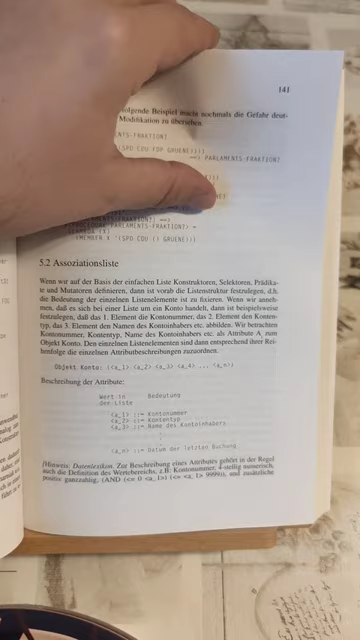 141
folgende Beispiel macht nochmals die Gefahr deut-
Modifikation zu übersehen.
NTS-FRAKTION?
(SPD CDU FDP GRUENE))))
==> PARLAMENTS-FRAKTION?
PARLAMENTS-FRAKTION?) =
(LAMBDA (X)
(MEMBER X '(SPD CDU () GRUENE)))
5.2 Assoziationsliste
Wenn wir auf der Basis der einfachen Liste Konstruktoren, Selektoren, Prädika-
te und Mutatoren definieren, dann ist vorab die Listenstruktur festzulegen, d.h.
die Bedeutung der einzelnen Listenelemente ist zu fixieren. Wenn wir anneh-
men, daß es sich bei einer Liste um ein Konto handelt, dann ist beispielsweise
festzulegen, daß das 1. Element die Kontonummer, das 2. Element den Konten-
typ, das 3. Element den Namen des Kontoinhabers etc. abbilden. Wir betrachten
Kontonummer, Kontentyp, Name des Kontoinhabers etc. als Attribute A_i zum
Objekt Konto. Den einzelnen Listenelementen sind dann entsprechend ihrer Rei-
henfolge die einzelnen Attributbeschreibungen zuzuordnen.
Objekt Konto: (<a_1> <a_2> <a_3> <a_4> ... <a_n>)
Beschreibung der Attribute:
Wert in Bedeutung
der Liste
<a_1> ::= Kontonummer
<a_2> ::= Kontentyp
<a_3> ::= Name des Kontoinhabers
<a_n> ::= Datum der letzten Buchung
[Hinweis: Datenlexikon. Zur Beschreibung eines Attributes gehört in der Regel
auch die Definition des Wertebereichs, z.B. Kontonummer: 4-stellig numerisch,
positiv ganzzahlig, (AND (<= 0 <a_1>) (<= <a_1> 9999)), und zusätzliche